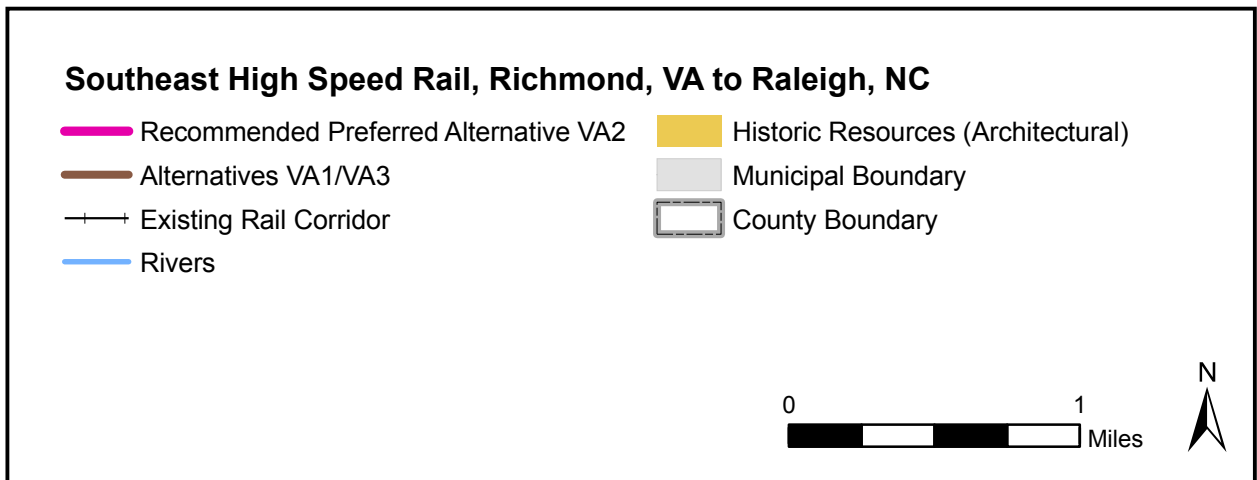 Southeast High Speed Rail, Richmond, VA to Raleigh, NC
Recommended Preferred Alternative VA2
Alternatives VA1/VA3
Existing Rail Corridor
Rivers
Historic Resources (Architectural)
Municipal Boundary
County Boundary
0 1
Miles
N